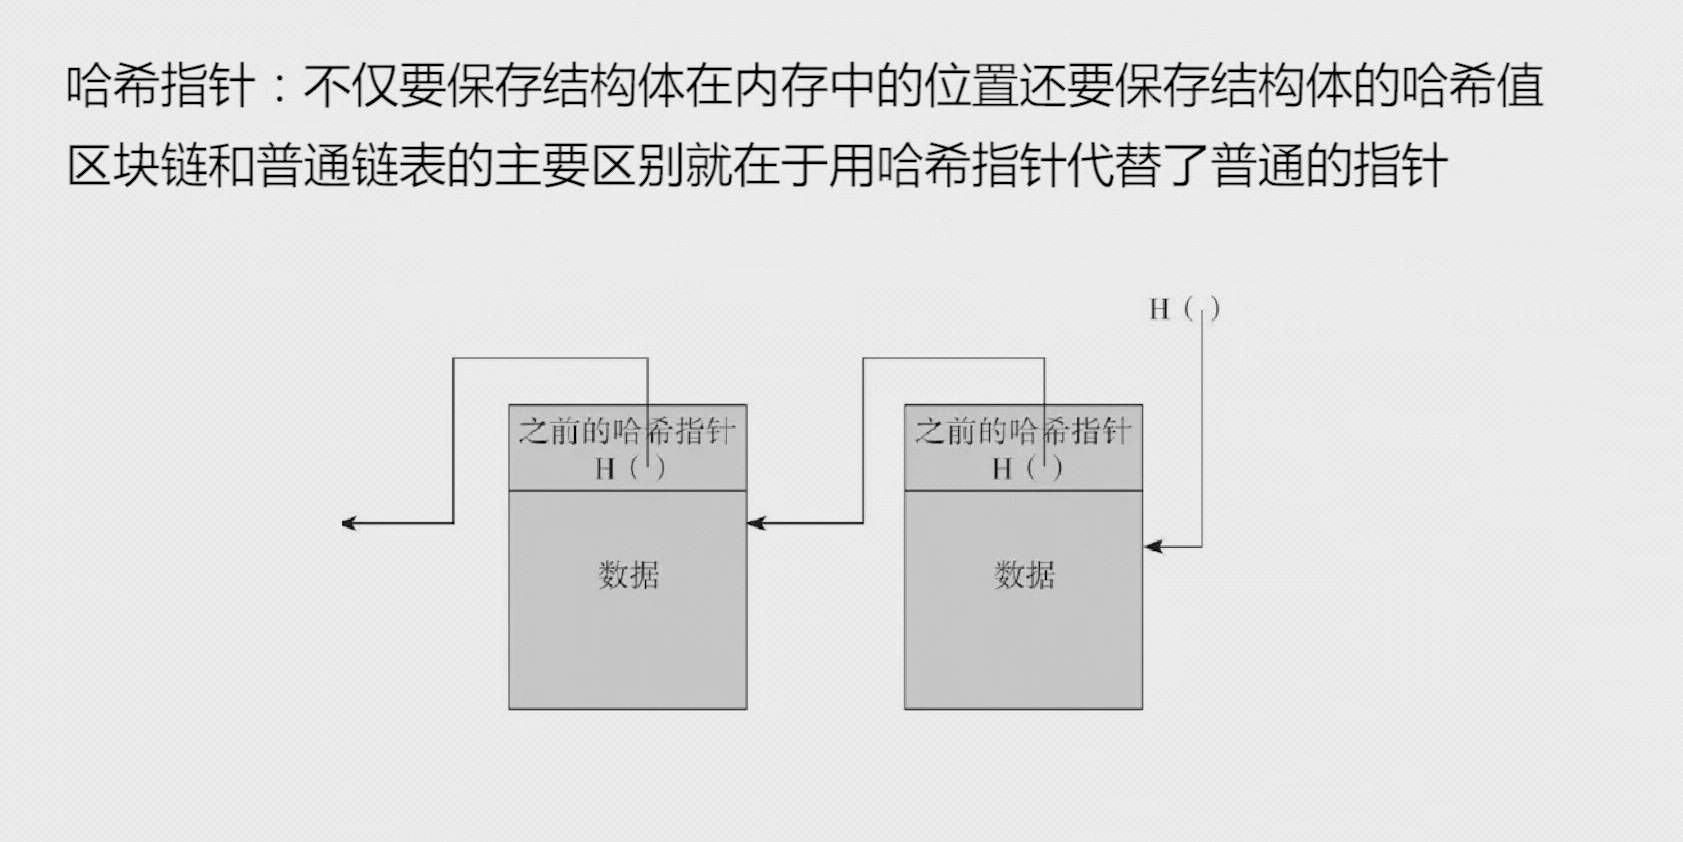 哈希指针：不仅要保存结构体在内存中的位置还要保存结构体的哈希值
区块链和普通链表的主要区别就在于用哈希指针代替了普通的指针
H（ ）
之前的哈希指针
H（ ）
数据
之前的哈希指针
H（ ）
数据